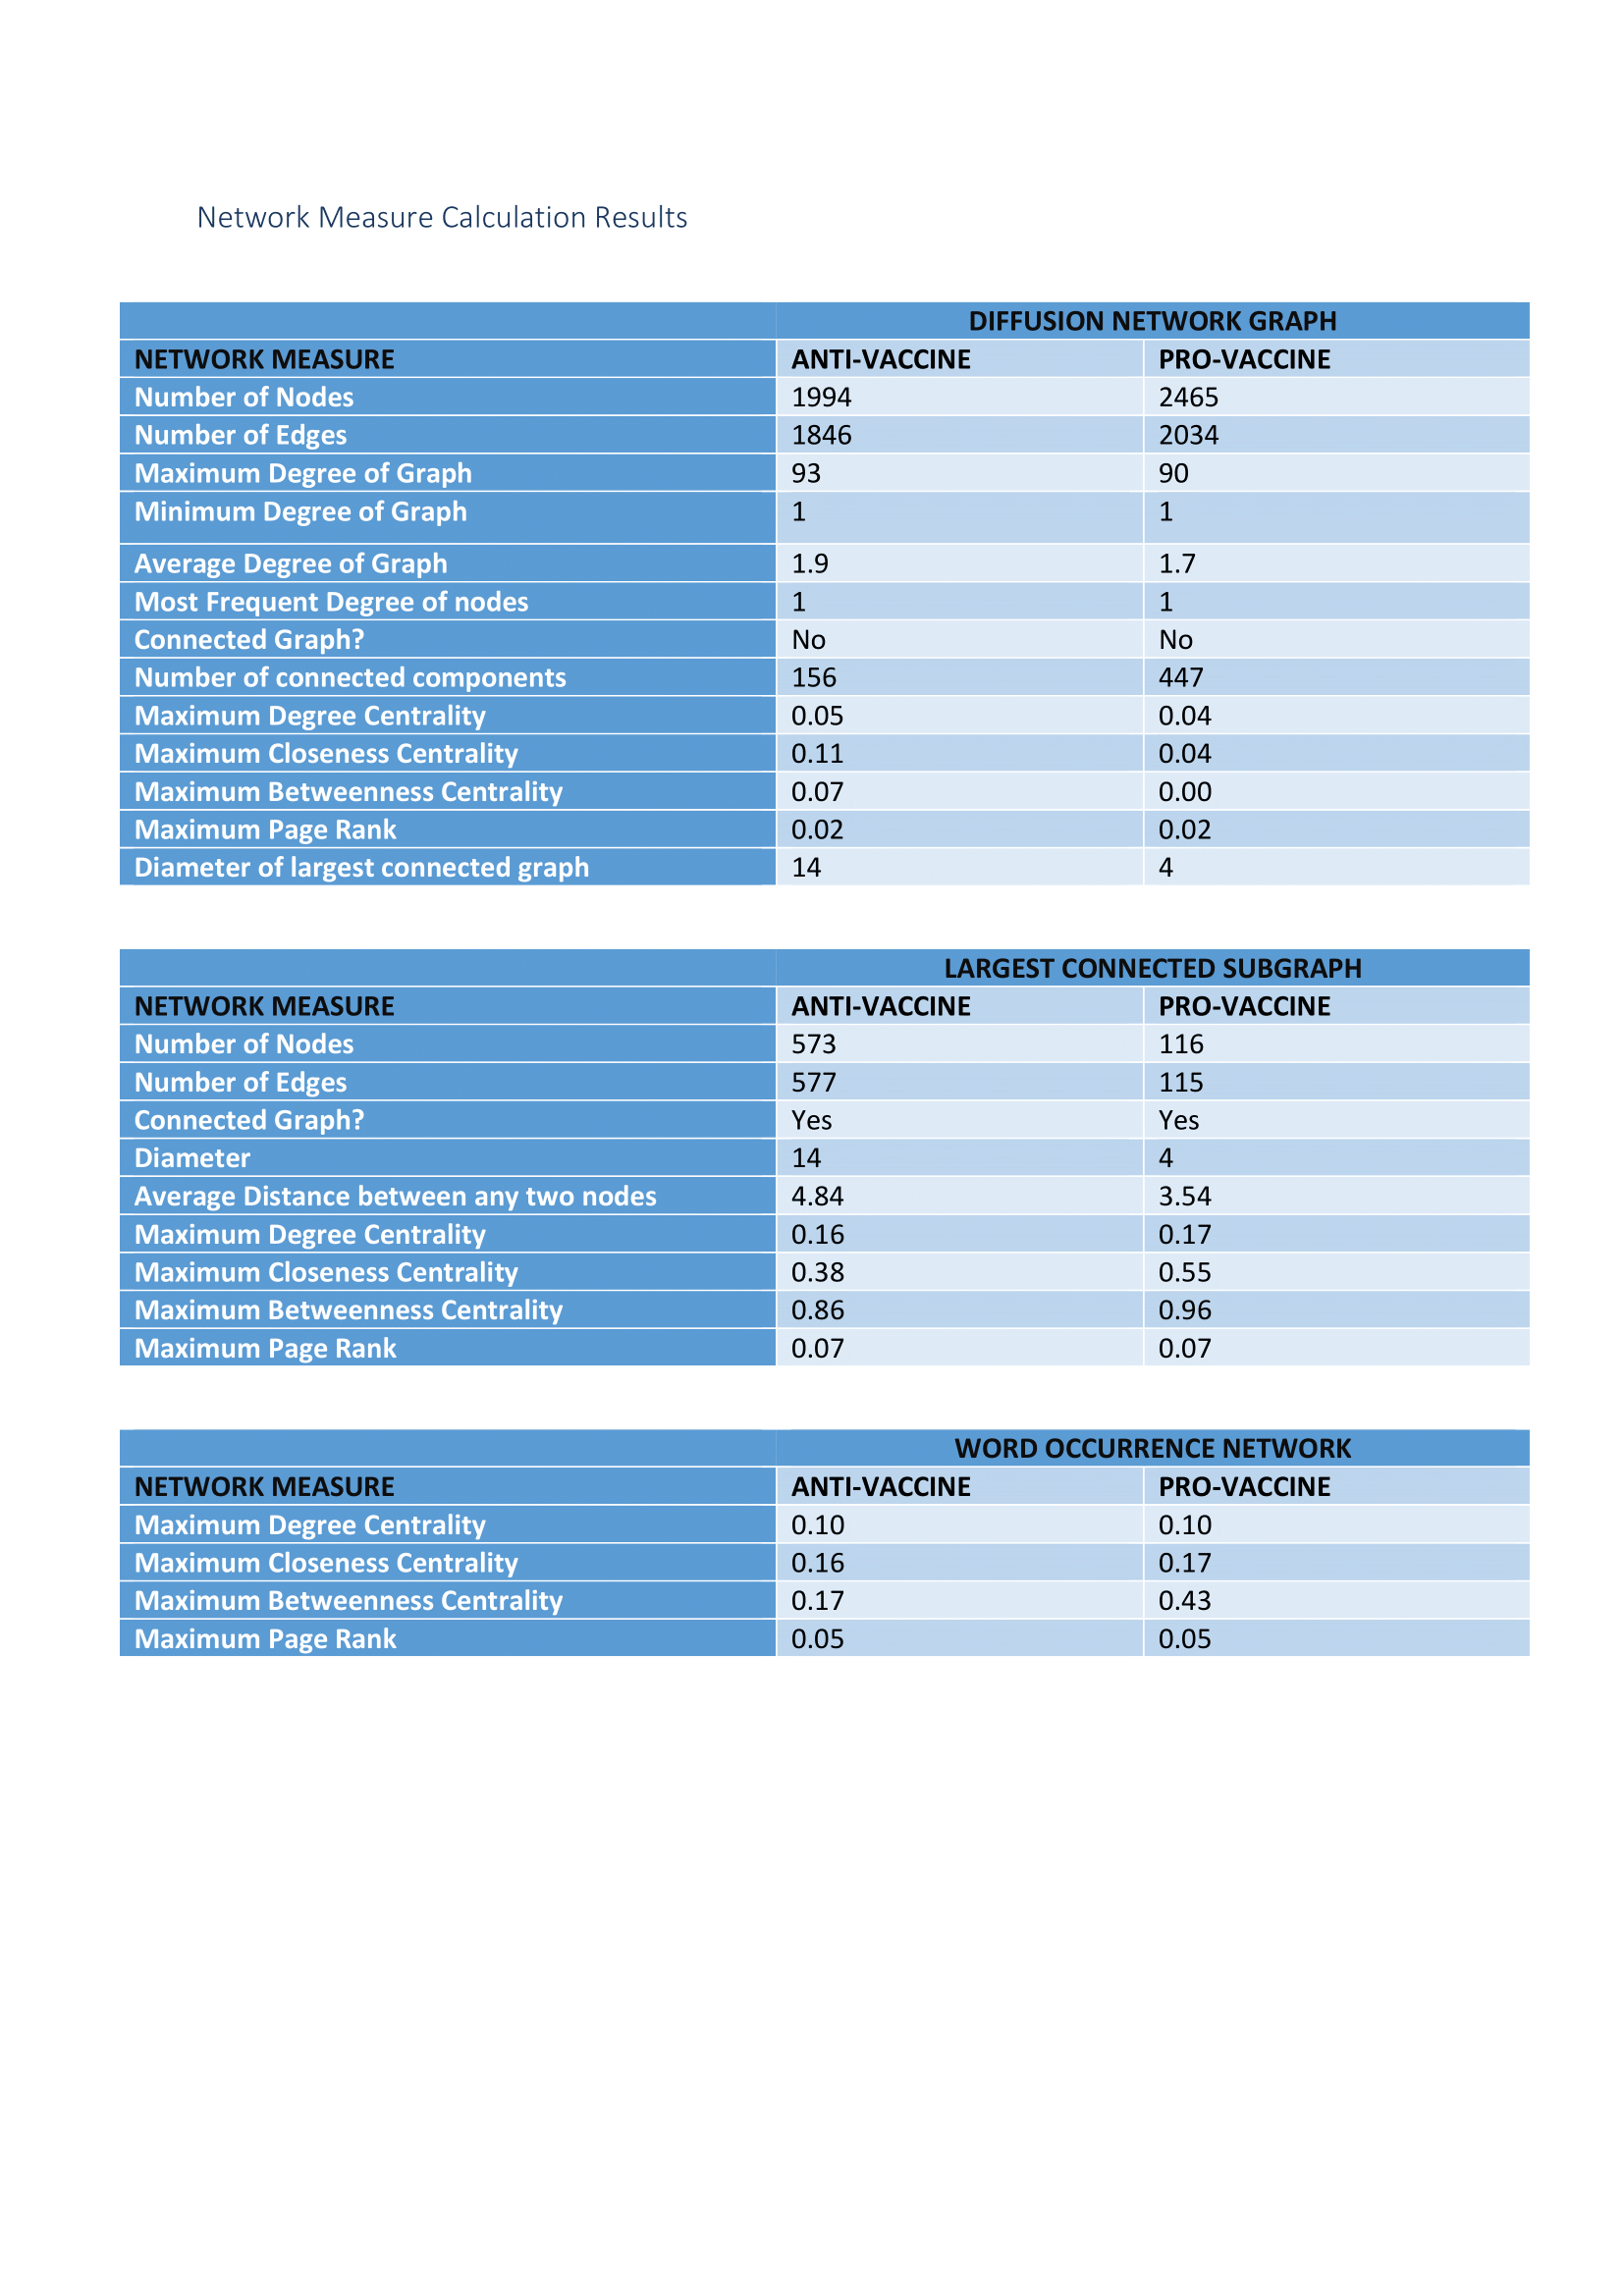 Network Measure Calculation Results
DIFFUSION NETWORK GRAPH
NETWORK MEASURE ANTI-VACCINE PRO-VACCINE
Number of Nodes 1994 2465
Number of Edges 1846 2034
Maximum Degree of Graph 93 90
Minimum Degree of Graph 1 1
Average Degree of Graph 1.9 1.7
Most Frequent Degree of nodes 1 1
Connected Graph? No No
Number of connected components 156 447
Maximum Degree Centrality 0.05 0.04
Maximum Closeness Centrality 0.11 0.04
Maximum Betweenness Centrality 0.07 0.00
Maximum Page Rank 0.02 0.02
Diameter of largest connected graph 14 4
LARGEST CONNECTED SUBGRAPH
NETWORK MEASURE ANTI-VACCINE PRO-VACCINE
Number of Nodes 573 116
Number of Edges 577 115
Connected Graph? Yes Yes
Diameter 14 4
Average Distance between any two nodes 4.84 3.54
Maximum Degree Centrality 0.16 0.17
Maximum Closeness Centrality 0.38 0.55
Maximum Betweenness Centrality 0.86 0.96
Maximum Page Rank 0.07 0.07
WORD OCCURRENCE NETWORK
NETWORK MEASURE ANTI-VACCINE PRO-VACCINE
Maximum Degree Centrality 0.10 0.10
Maximum Closeness Centrality 0.16 0.17
Maximum Betweenness Centrality 0.17 0.43
Maximum Page Rank 0.05 0.05